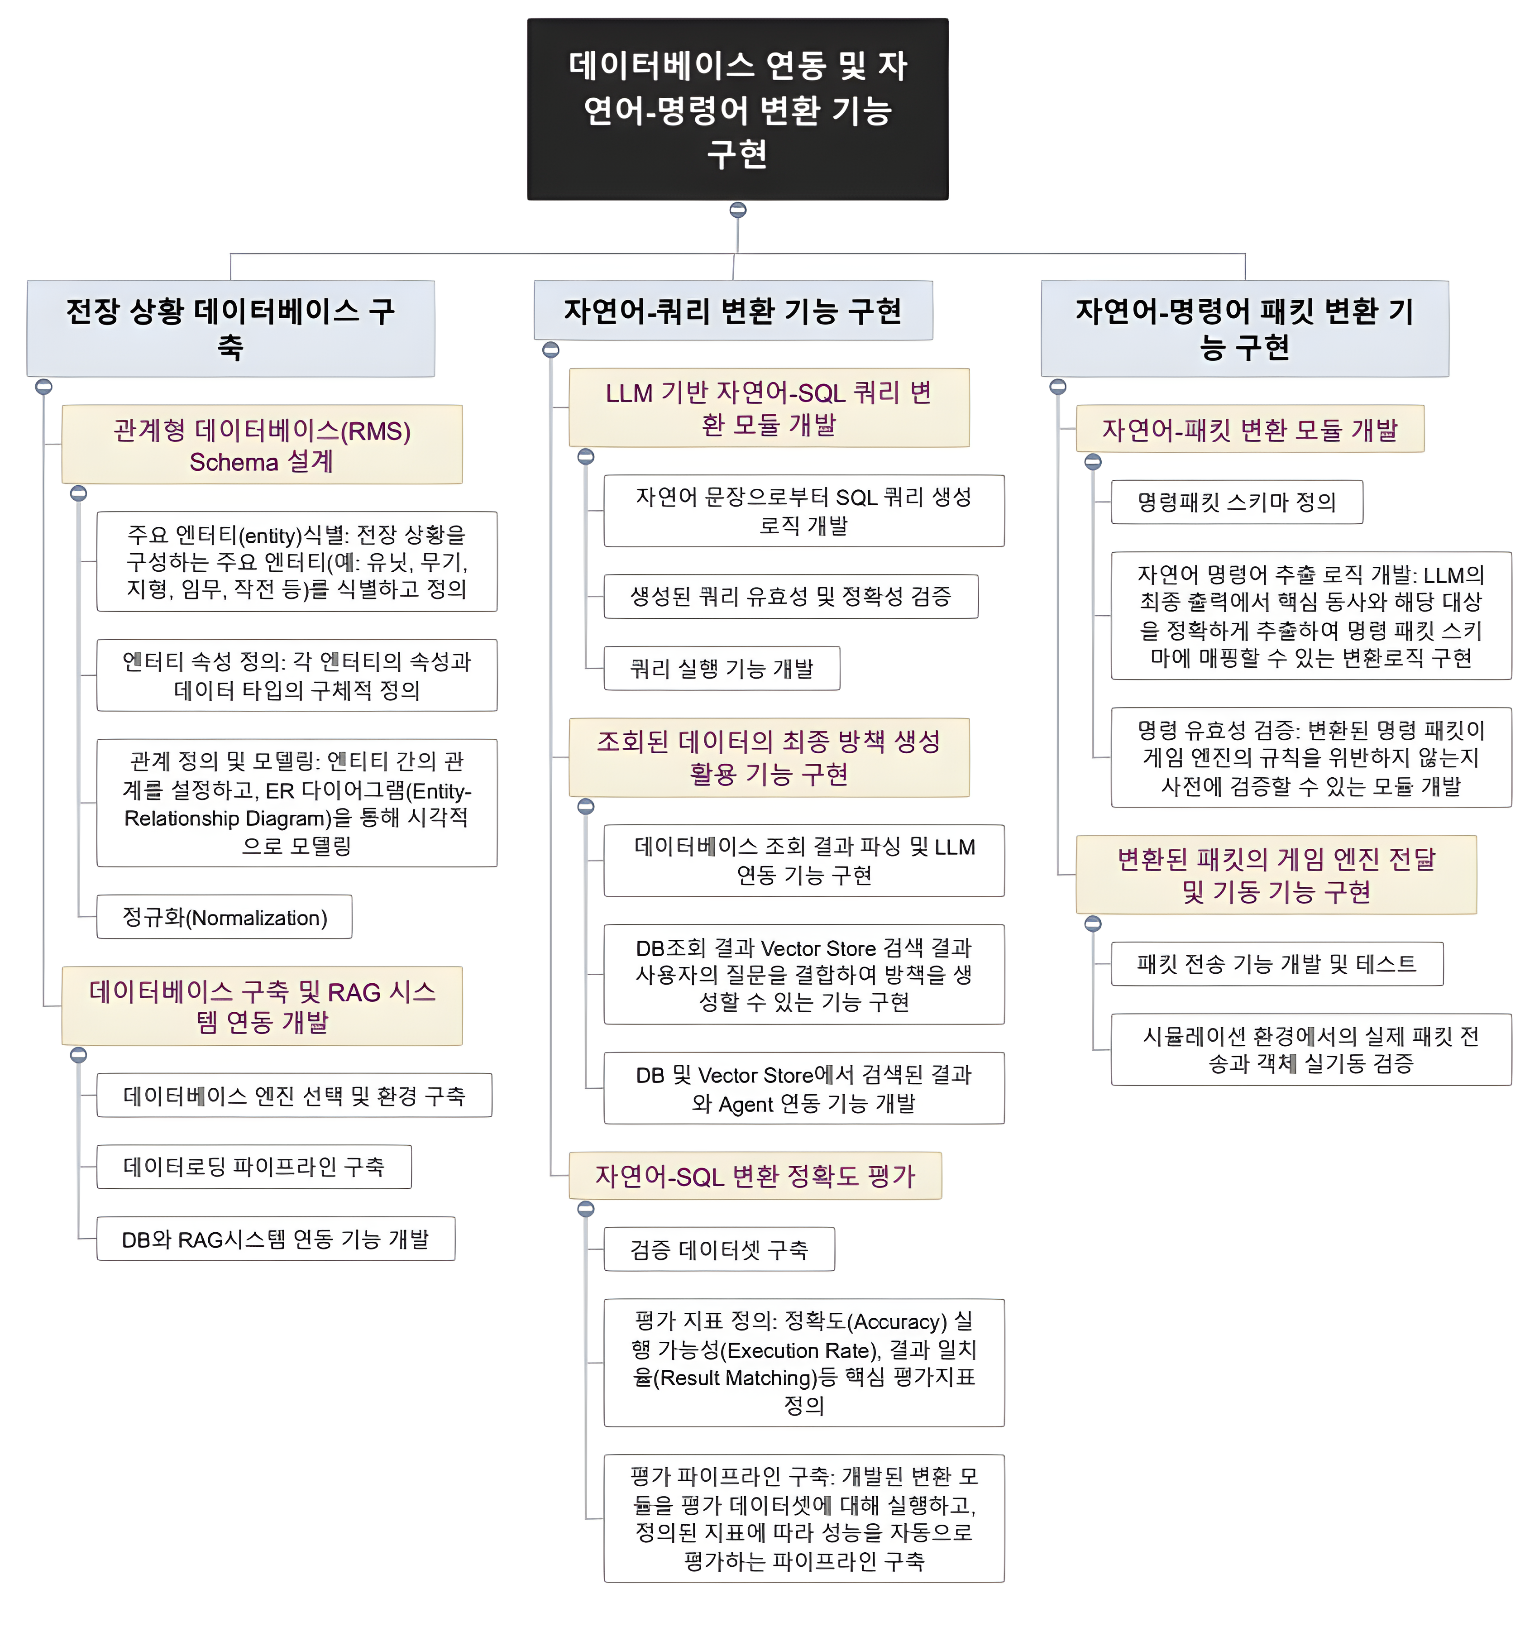 데이터베이스 연동 및 자
연어-명령어 변환 기능
구현
전장 상황 데이터베이스 구
축
관계형 데이터베이스(RMS)
Schema 설계
주요 엔터티(entity)식별: 전장 상황을
구성하는 주요 엔터티(예: 유닛, 무기,
지형, 임무, 작전 등)를 식별하고 정의
엔터티 속성 정의: 각 엔터티의 속성과
데이터 타입의 구체적 정의
관계 정의 및 모델링: 엔티티 간의 관
계를 설정하고, ER 다이어그램(Entity-
Relationship Diagram)을 통해 시각적
으로 모델링
정규화(Normalization)
데이터베이스 구축 및 RAG 시스
템 연동 개발
데이터베이스 엔진 선택 및 환경 구축
데이터로딩 파이프라인 구축
DB와 RAG시스템 연동 기능 개발
자연어-쿼리 변환 기능 구현
LLM 기반 자연어-SQL 쿼리 변
환 모듈 개발
자연어 문장으로부터 SQL 쿼리 생성
로직 개발
생성된 쿼리 유효성 및 정확성 검증
쿼리 실행 기능 개발
조회된 데이터의 최종 방책 생성
활용 기능 구현
데이터베이스 조회 결과 파싱 및 LLM
연동 기능 구현
DB조회 결과 Vector Store 검색 결과
사용자의 질문을 결합하여 방책을 생
성할 수 있는 기능 구현
DB 및 Vector Store에서 검색된 결과
와 Agent 연동 기능 개발
자연어-SQL 변환 정확도 평가
검증 데이터셋 구축
평가 지표 정의: 정확도(Accuracy) 실
행 가능성(Execution Rate), 결과 일치
율(Result Matching)등 핵심 평가지표
정의
평가 파이프라인 구축: 개발된 변환 모
듈을 평가 데이터셋에 대해 실행하고,
정의된 지표에 따라 성능을 자동으로
평가하는 파이프라인 구축
자연어-명령어 패킷 변환 기
능 구현
자연어-패킷 변환 모듈 개발
명령패킷 스키마 정의
자연어 명령어 추출 로직 개발: LLM의
최종 출력에서 핵심 동사와 해당 대상
을 정확하게 추출하여 명령 패킷 스키
마에 매핑할 수 있는 변환로직 구현
명령 유효성 검증: 변환된 명령 패킷이
게임 엔진의 규칙을 위반하지 않는지
사전에 검증할 수 있는 모듈 개발
변환된 패킷의 게임 엔진 전달
및 기동 기능 구현
패킷 전송 기능 개발 및 테스트
시뮬레이션 환경에서의 실제 패킷 전
송과 객체 실기동 검증